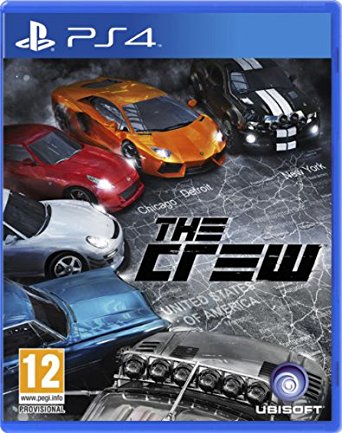 PS4
Chicago
Detroit
New York
THE
CREW
UNITED STATES
OF AMERICA
12
www.pegi.info
PROVISIONAL
UBISOFT